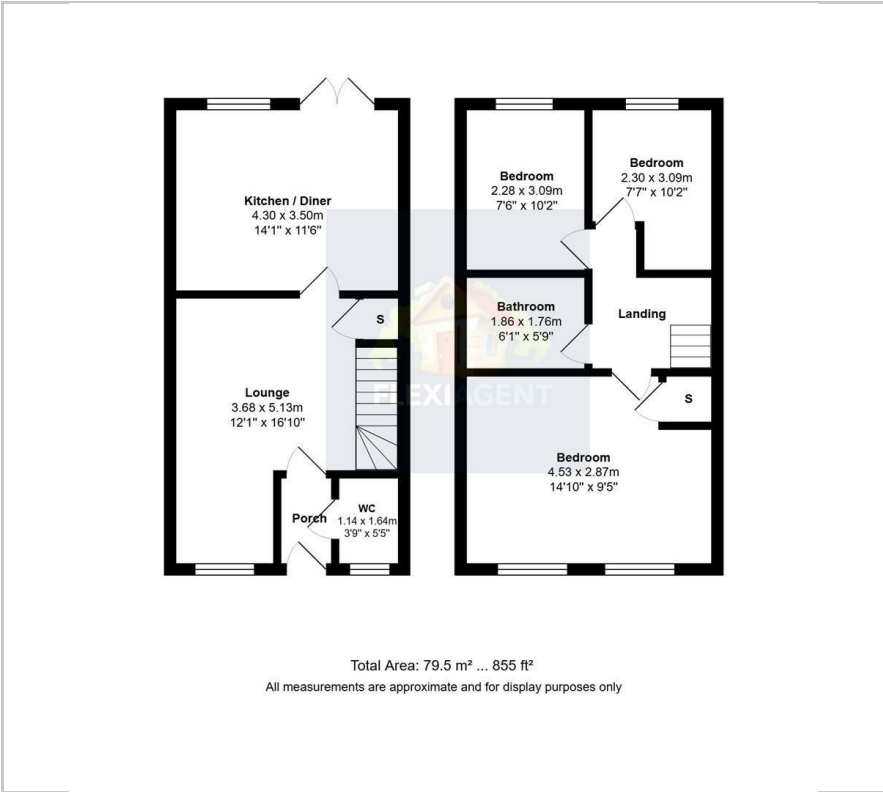 Kitchen / Diner
4.30 x 3.50m
14'1" x 11'6"
S
Lounge
3.68 x 5.13m
12'1" x 16'10"
Porch
WC
1.14 x 1.64m
3'9" x 5'5"
Bedroom
2.28 x 3.09m
7'6" x 10'2"
Bedroom
2.30 x 3.09m
7'7" x 10'2"
Bathroom
1.86 x 1.76m
6'1" x 5'9"
Landing
S
Bedroom
4.53 x 2.87m
14'10" x 9'5"
FLEXIAGENT
Total Area: 79.5 m² ... 855 ft²
All measurements are approximate and for display purposes only